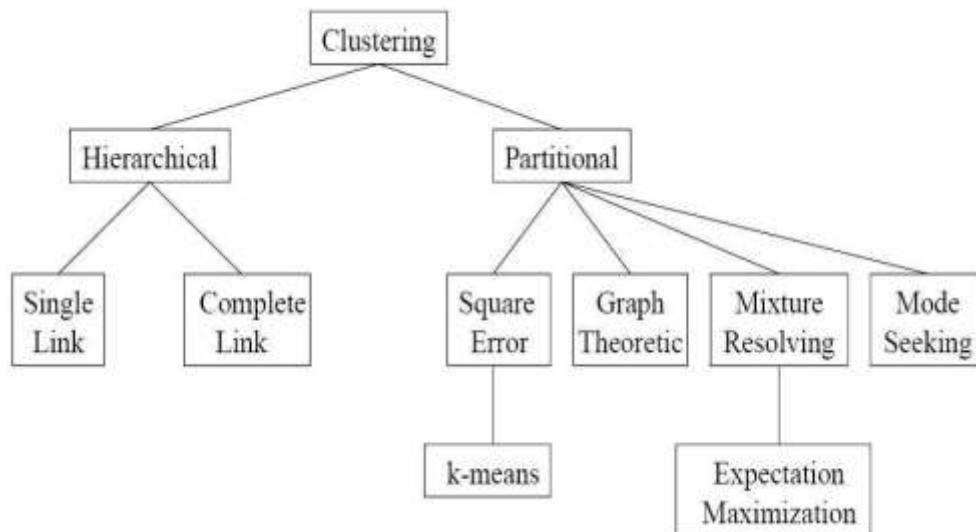 Clustering
Hierarchical
Partitional
Single
Link
Complete
Link
Square
Error
Graph
Theoretic
Mixture
Resolving
Mode
Seeking
k-means
Expectation
Maximization